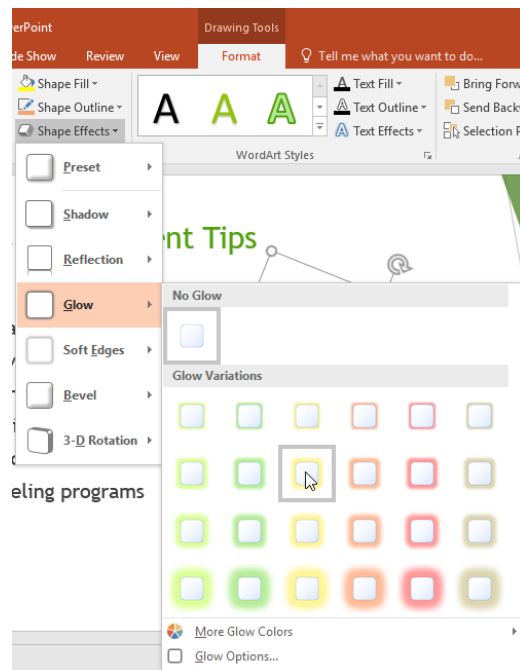 erPoint
Drawing Tools
de Show Review View Format Tell me what you want to do...
Shape Fill
Shape Outline
Shape Effects
A A A
Text Fill
Text Outline
Text Effects
Bring Forw
Send Back
Selection P
WordArt Styles
Preset
Shadow
Reflection
Glow
Soft Edges
Bevel
3-D Rotation
nt Tips
eling programs
No Glow
Glow Variations
More Glow Colors
Glow Options...